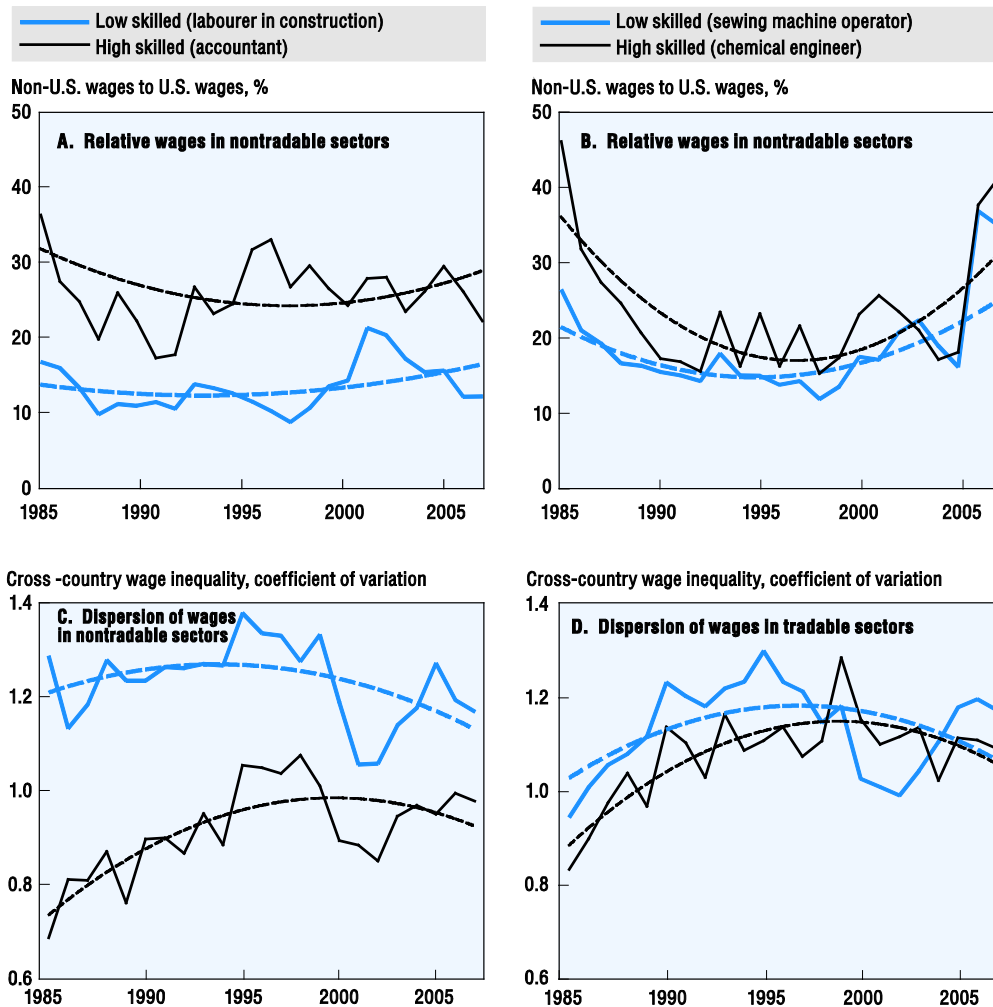 Low skilled (labourer in construction)
High skilled (accountant)
Non-U.S. wages to U.S. wages, %
50
A. Relative wages in nontradable sectors
40
30
20
10
0
1985 1990 1995 2000 2005
Low skilled (sewing machine operator)
High skilled (chemical engineer)
Non-U.S. wages to U.S. wages, %
50
B. Relative wages in nontradable sectors
40
30
20
10
0
1985 1990 1995 2000 2005
Cross -country wage inequality, coefficient of variation
1.4
C. Dispersion of wages
in nontradable sectors
1.2
1.0
0.8
0.6
1985 1990 1995 2000 2005
Cross-country wage inequality, coefficient of variation
1.4
D. Dispersion of wages in tradable sectors
1.2
1.0
0.8
0.6
1985 1990 1995 2000 2005